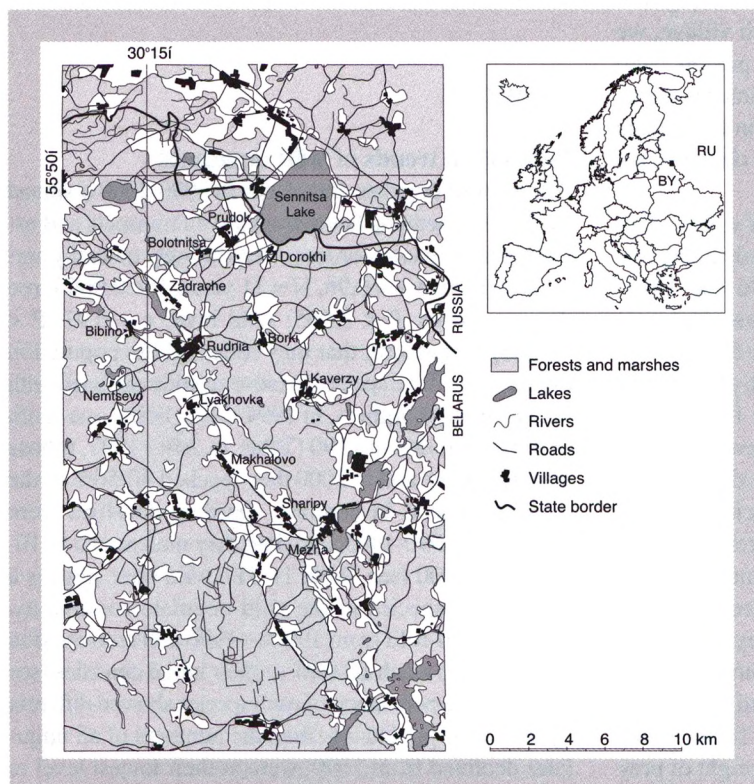 30°15í
55°50í
Sennitsa
Lake
Prudok
Bolotnitsa
Dorokhi
Zadrache
Bibino
Rudnia
Borki
Kaverzy
Nemtsevo
Lyakhovka
Makhalovo
Sharipy
Mezha
RUSSIA
BELARUS
RU
BY
Forests and marshes
Lakes
Rivers
Roads
Villages
State border
0 2 4 6 8 10 km